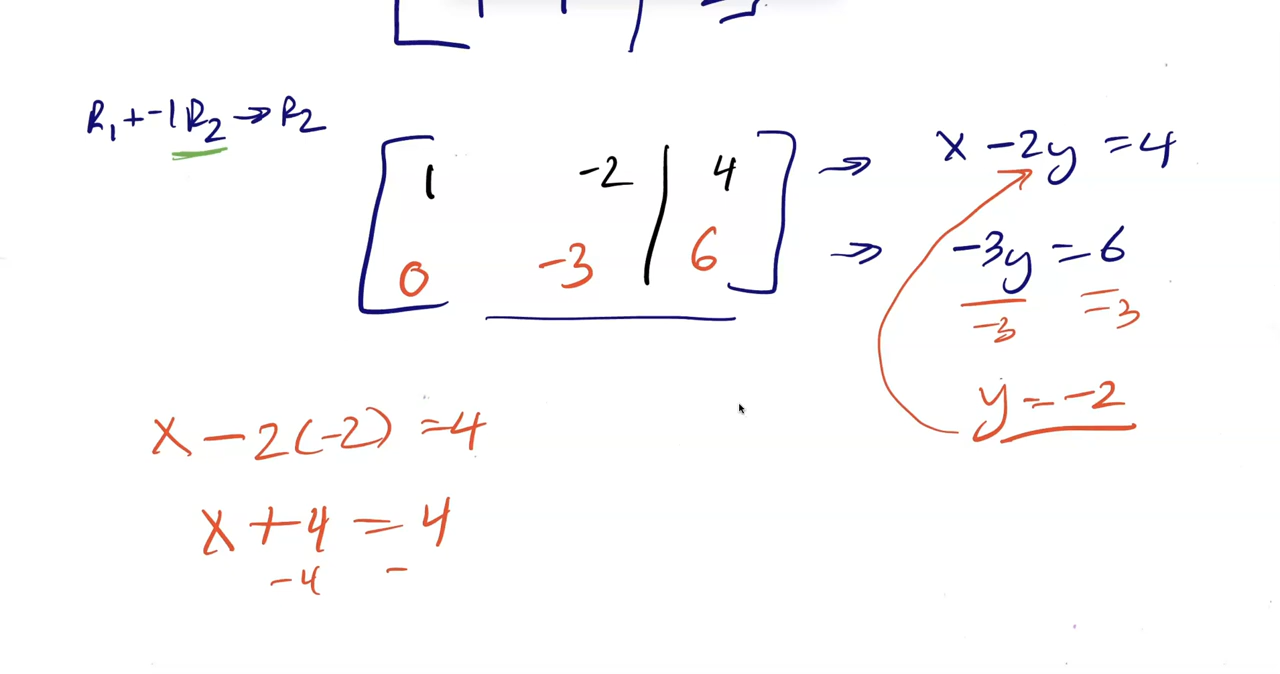 R₁ + -1R₂ → R₂
[ 1 -2 | 4 ] ⇒ x - 2y = 4
[ 0 -3 | 6 ] ⇒ -3y = 6
-3 -3
y = -2
x - 2(-2) = 4
x + 4 = 4
-4 -